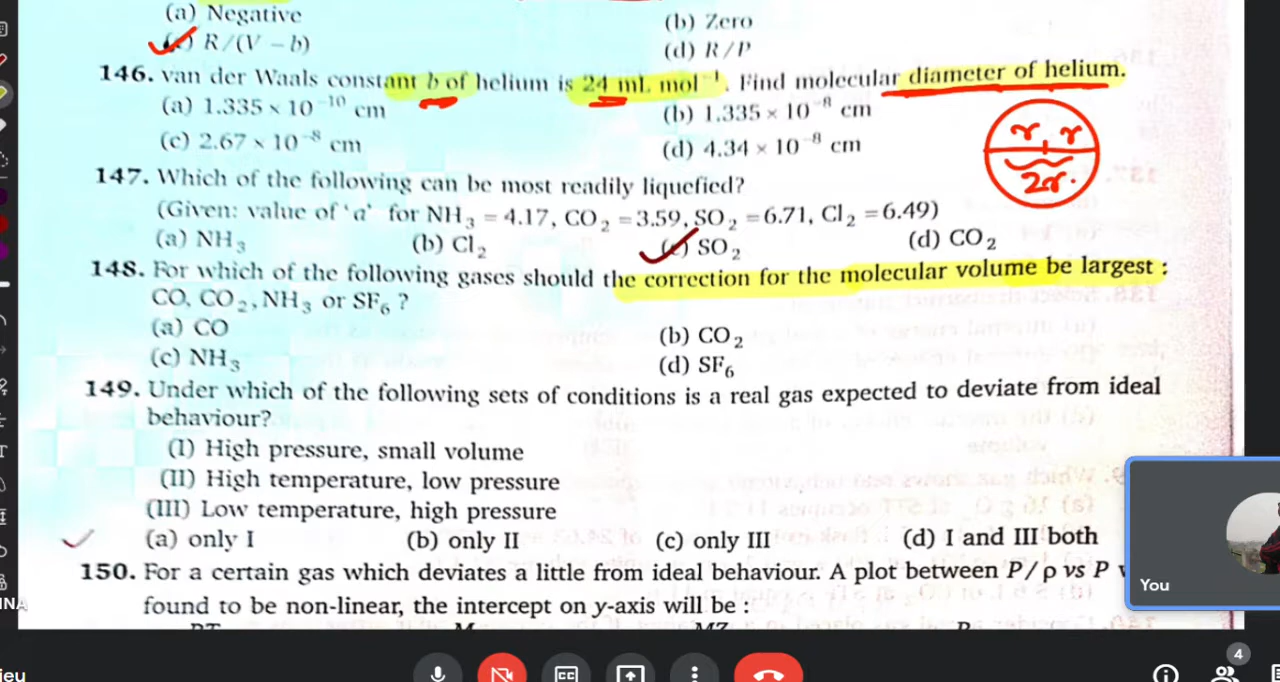 (a) Negative
(b) Zero
(c) R/(V – b)
(d) R/P
146. van der Waals constant b of helium is 24 mL mol⁻¹. Find molecular diameter of helium.
(a) 1.335 × 10⁻¹⁰ cm
(b) 1.335 × 10⁻⁸ cm
(c) 2.67 × 10⁻⁸ cm
(d) 4.34 × 10⁻⁸ cm
r, r
2r.
147. Which of the following can be most readily liquefied?
(Given: value of ‘a’ for NH₃ = 4.17, CO₂ = 3.59, SO₂ = 6.71, Cl₂ = 6.49)
(a) NH₃
(b) Cl₂
(c) SO₂
(d) CO₂
148. For which of the following gases should the correction for the molecular volume be largest :
CO, CO₂, NH₃ or SF₆ ?
(a) CO
(b) CO₂
(c) NH₃
(d) SF₆
149. Under which of the following sets of conditions is a real gas expected to deviate from ideal
behaviour?
(I) High pressure, small volume
(II) High temperature, low pressure
(III) Low temperature, high pressure
(a) only I
(b) only II
(c) only III
(d) I and III both
150. For a certain gas which deviates a little from ideal behaviour. A plot between P/ρ vs P
found to be non-linear, the intercept on y-axis will be :
You
4